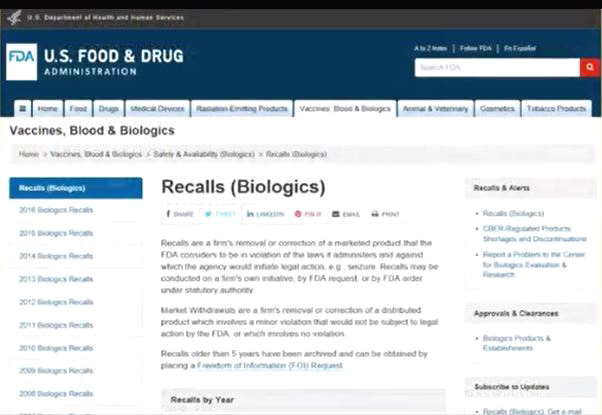 U.S. Department of Health and Human Services
FDA U.S. FOOD & DRUG
ADMINISTRATION
A to Z Index | Follow FDA | En Español
Search FDA
Home Food Drugs Medical Devices Radiation-Emitting Products Vaccines, Blood & Biologics Animal & Veterinary Cosmetics Tobacco Products
Vaccines, Blood & Biologics
Home > Vaccines, Blood & Biologics > Safety & Availability (Biologics) > Recalls (Biologics)
Recalls (Biologics)
2016 Biologics Recalls
2015 Biologics Recalls
2014 Biologics Recalls
2013 Biologics Recalls
2012 Biologics Recalls
2011 Biologics Recalls
2010 Biologics Recalls
2009 Biologics Recalls
2008 Biologics Recalls
Recalls (Biologics)
SHARE TWEET LINKEDIN PIN IT EMAIL PRINT
Recalls are a firm's removal or correction of a marketed product that the
FDA considers to be in violation of the laws it administers and against
which the agency would initiate legal action, e.g., seizure. Recalls may be
conducted on a firm's own initiative, by FDA request, or by FDA order
under statutory authority.
Market Withdrawals are a firm's removal or correction of a distributed
product which involves a minor violation that would not be subject to legal
action by the FDA, or which involves no violation.
Recalls older than 5 years have been archived and can be obtained by
placing a Freedom of Information (FOI) Request.
Recalls by Year
Recalls & Alerts
Recalls (Biologics)
CBER-Regulated Products
Shortages and Discontinuations
Report a Problem to the Center
for Biologics Evaluation &
Research
Approvals & Clearances
Biologics Products &
Establishments
Subscribe to Updates
Recalls (Biologics) Get e-mail